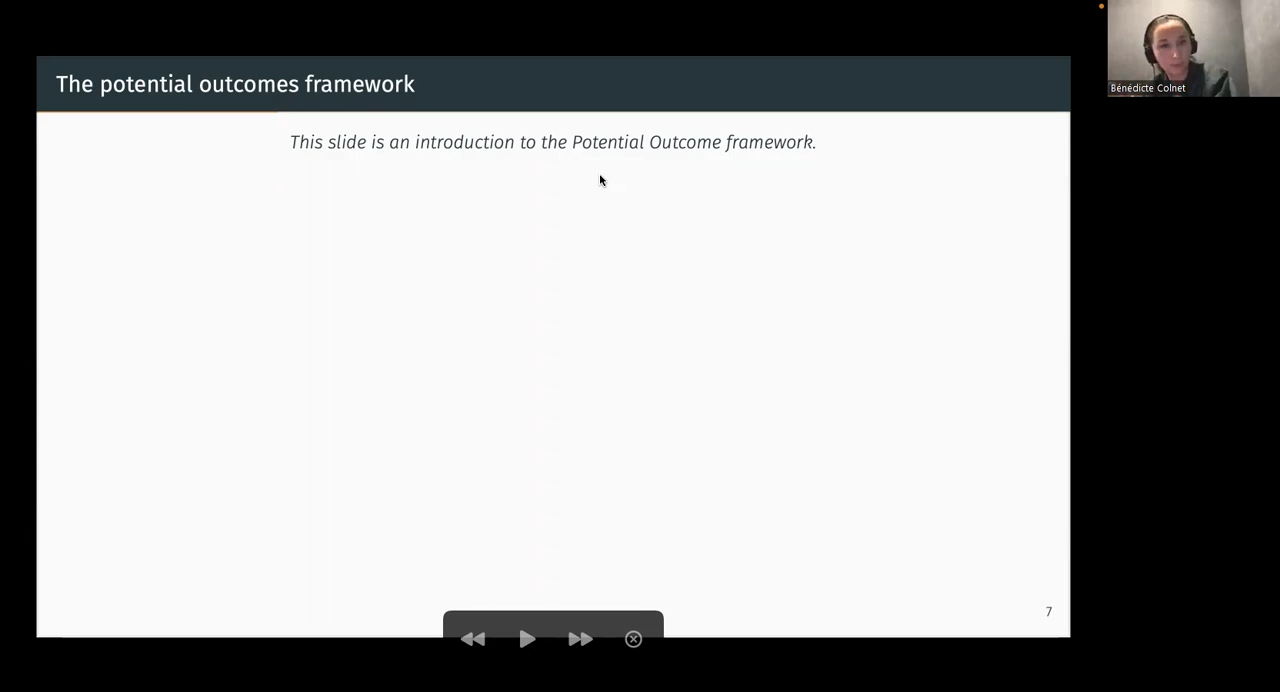 The potential outcomes framework
Bénédicte Colnet
This slide is an introduction to the Potential Outcome framework.
7